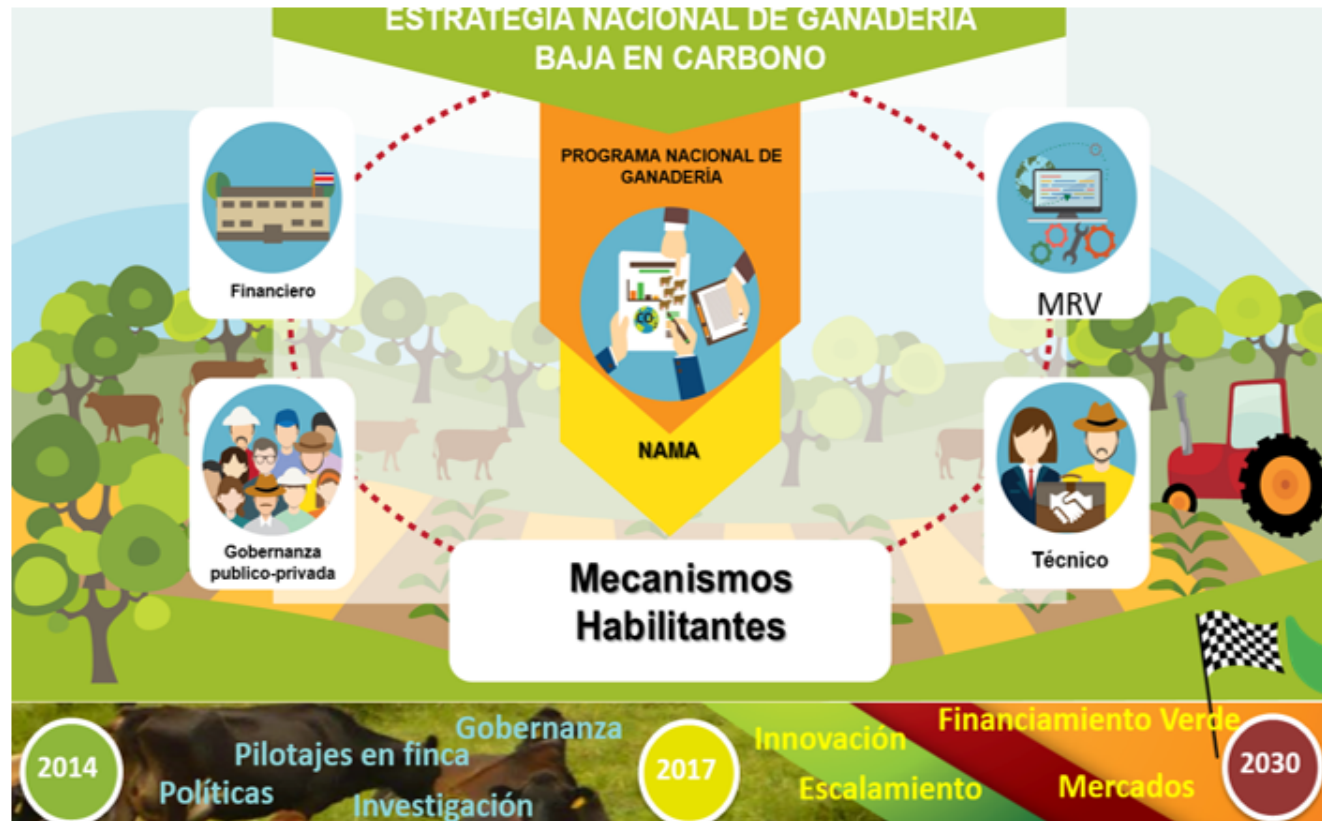 ESTRATEGIA NACIONAL DE GANADERIA
BAJA EN CARBONO
PROGRAMA NACIONAL DE
GANADERÍA
CO2
NAMA
Financiero
MRV
Gobernanza
publico-privada
Técnico
Mecanismos
Habilitantes
2014
Políticas
Pilotajes en finca
Investigación
Gobernanza
2017
Innovación
Escalamiento
Financiamiento Verde
Mercados
2030